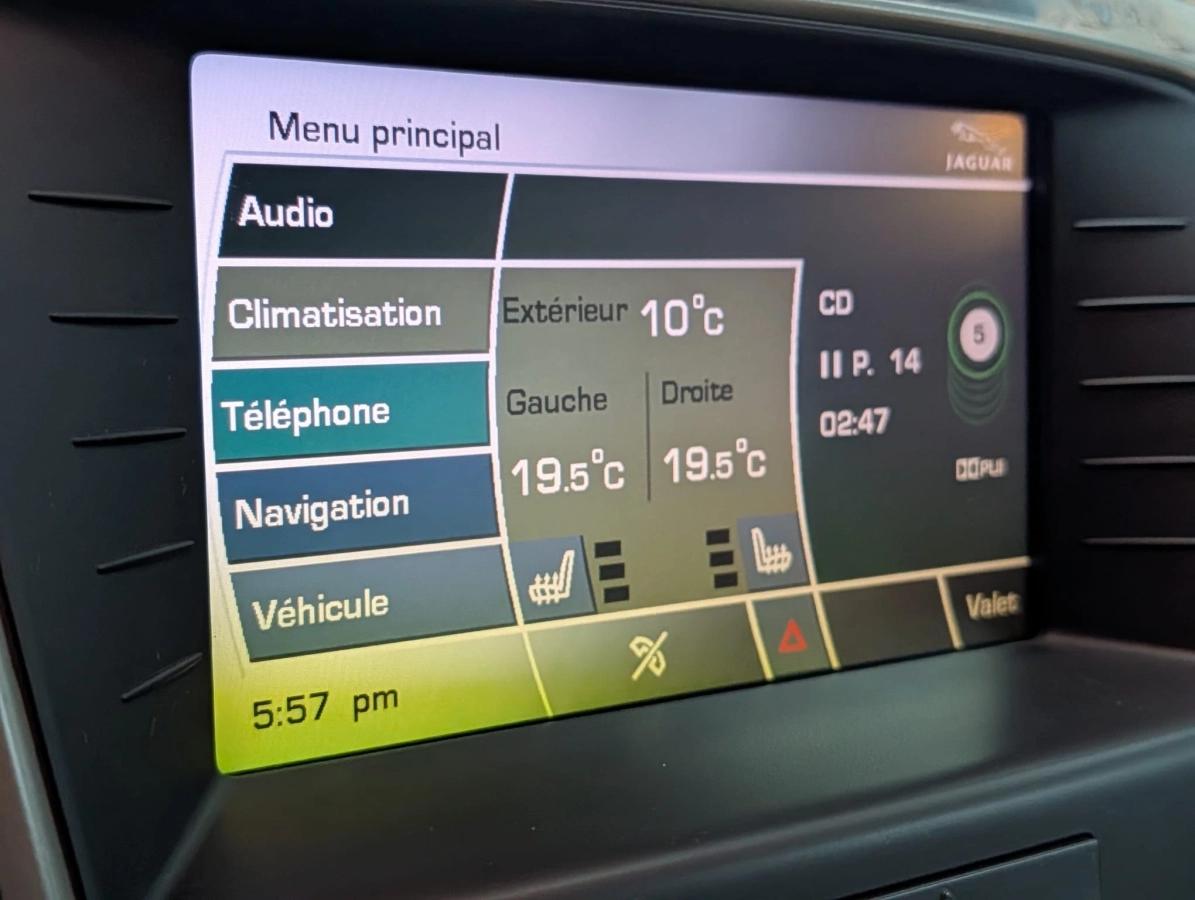 Menu principal
JAGUAR
Audio
Climatisation
Extérieur 10°C
CD
5
II P. 14
Téléphone
Gauche
Droite
02:47
19.5°C
19.5°C
Navigation
Véhicule
Valet
5:57 pm